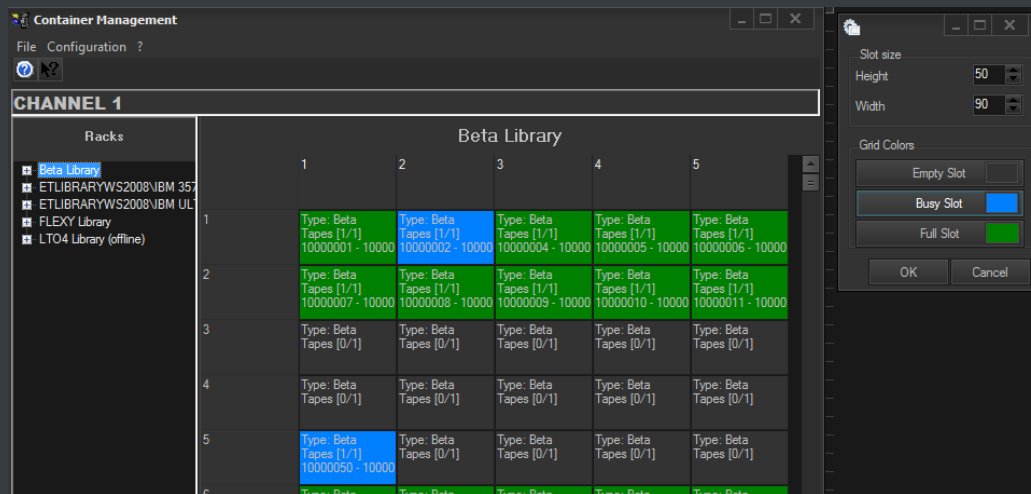 Container Management
File Configuration ?
CHANNEL 1
Racks
Beta Library
ETLIBRARYWS2008\IBM 357
ETLIBRARYWS2008\IBM UL
FLEXY Library
LTO4 Library (offline)
Beta Library
1 2 3 4 5
1
Type: Beta Type: Beta Type: Beta Type: Beta Type: Beta
Tapes [1/1] Tapes [1/1] Tapes [1/1] Tapes [1/1] Tapes [1/1]
10000001 - 10000 10000002 - 10000 10000004 - 10000 10000005 - 10000 10000006 - 10000
2
Type: Beta Type: Beta Type: Beta Type: Beta Type: Beta
Tapes [1/1] Tapes [1/1] Tapes [1/1] Tapes [1/1] Tapes [1/1]
10000007 - 10000 10000008 - 10000 10000009 - 10000 10000010 - 10000 10000011 - 10000
3
Type: Beta Type: Beta Type: Beta Type: Beta Type: Beta
Tapes [0/1] Tapes [0/1] Tapes [0/1] Tapes [0/1] Tapes [0/1]
4
Type: Beta Type: Beta Type: Beta Type: Beta Type: Beta
Tapes [0/1] Tapes [0/1] Tapes [0/1] Tapes [0/1] Tapes [0/1]
5
Type: Beta Type: Beta Type: Beta Type: Beta Type: Beta
Tapes [1/1] Tapes [0/1] Tapes [0/1] Tapes [0/1] Tapes [0/1]
10000050 - 10000
Slot size
Height 50
Width 90
Grid Colors
Empty Slot
Busy Slot
Full Slot
OK Cancel